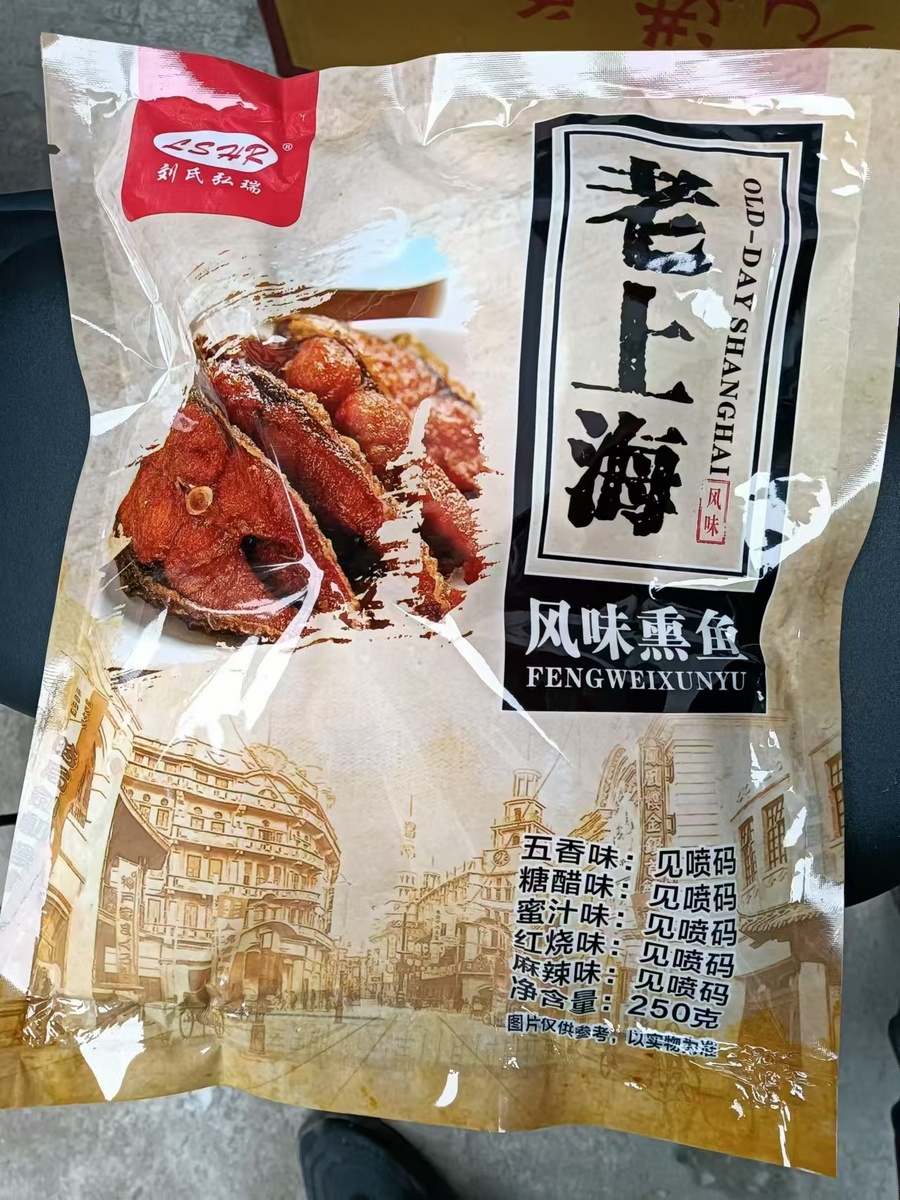 LSHR®
刘氏弘瑞
老上海
OLD-DAY SHANGHAI
风味
风味熏鱼
FENGWEIXUNYU
五香味：见喷码
糖醋味：见喷码
蜜汁味：见喷码
红烧味：见喷码
麻辣味：见喷码
净含量：250克
图片仅供参考，以实物为准